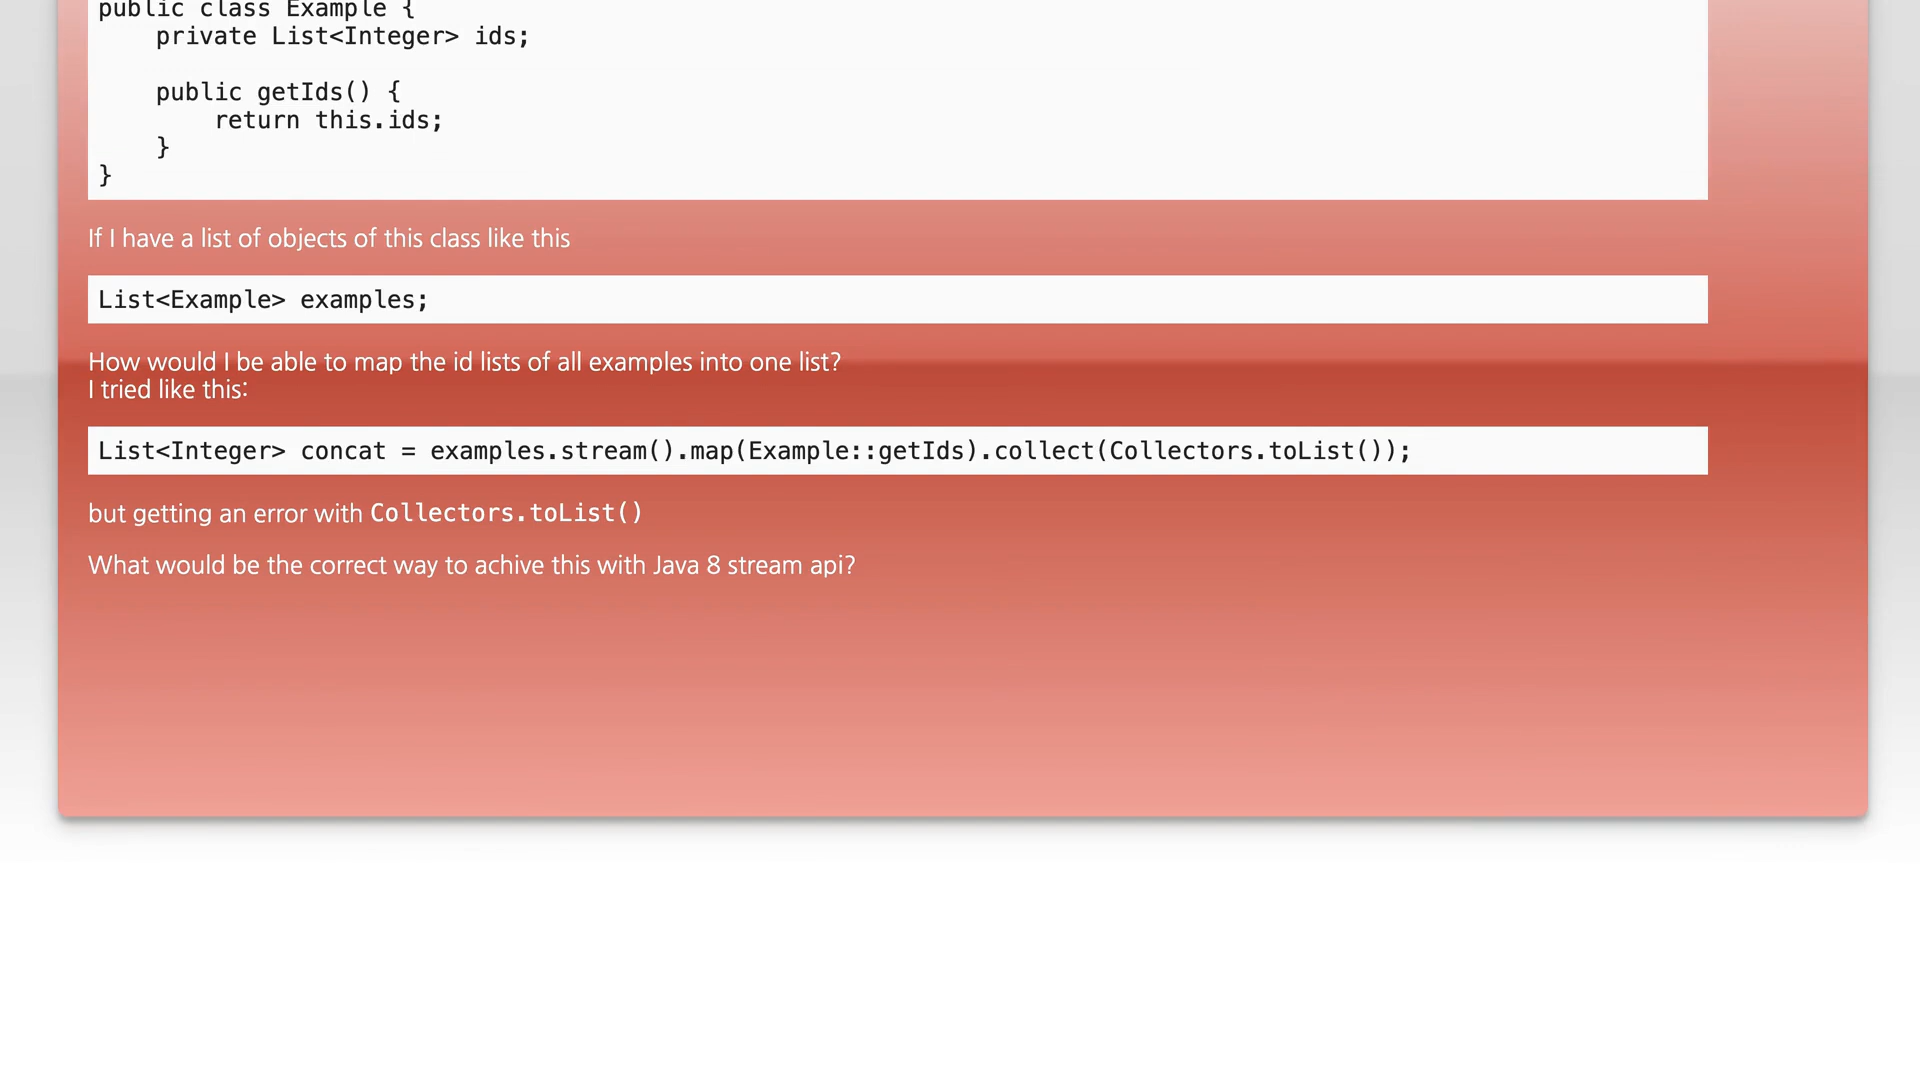 public class Example {
    private List<Integer> ids;
    public getIds() {
        return this.ids;
    }
}
If I have a list of objects of this class like this
List<Example> examples;
How would I be able to map the id lists of all examples into one list?
I tried like this:
List<Integer> concat = examples.stream().map(Example::getIds).collect(Collectors.toList());
but getting an error with Collectors.toList()
What would be the correct way to achive this with Java 8 stream api?